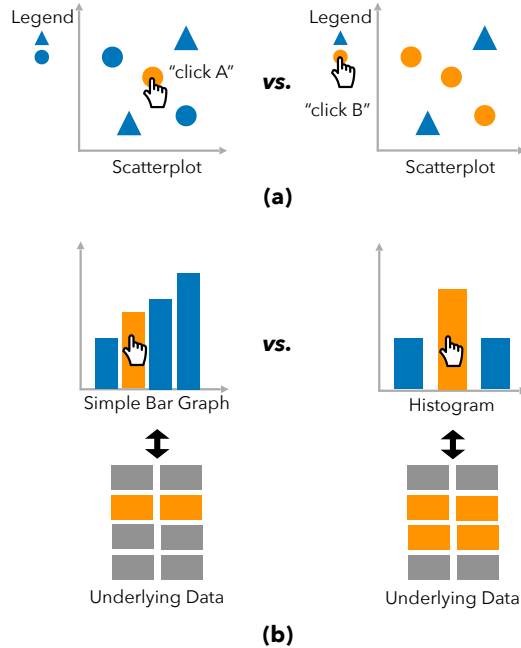 Legend
"click A"
Scatterplot
vs.
Legend
"click B"
Scatterplot
(a)
Simple Bar Graph
vs.
Histogram
Underlying Data
Underlying Data
(b)